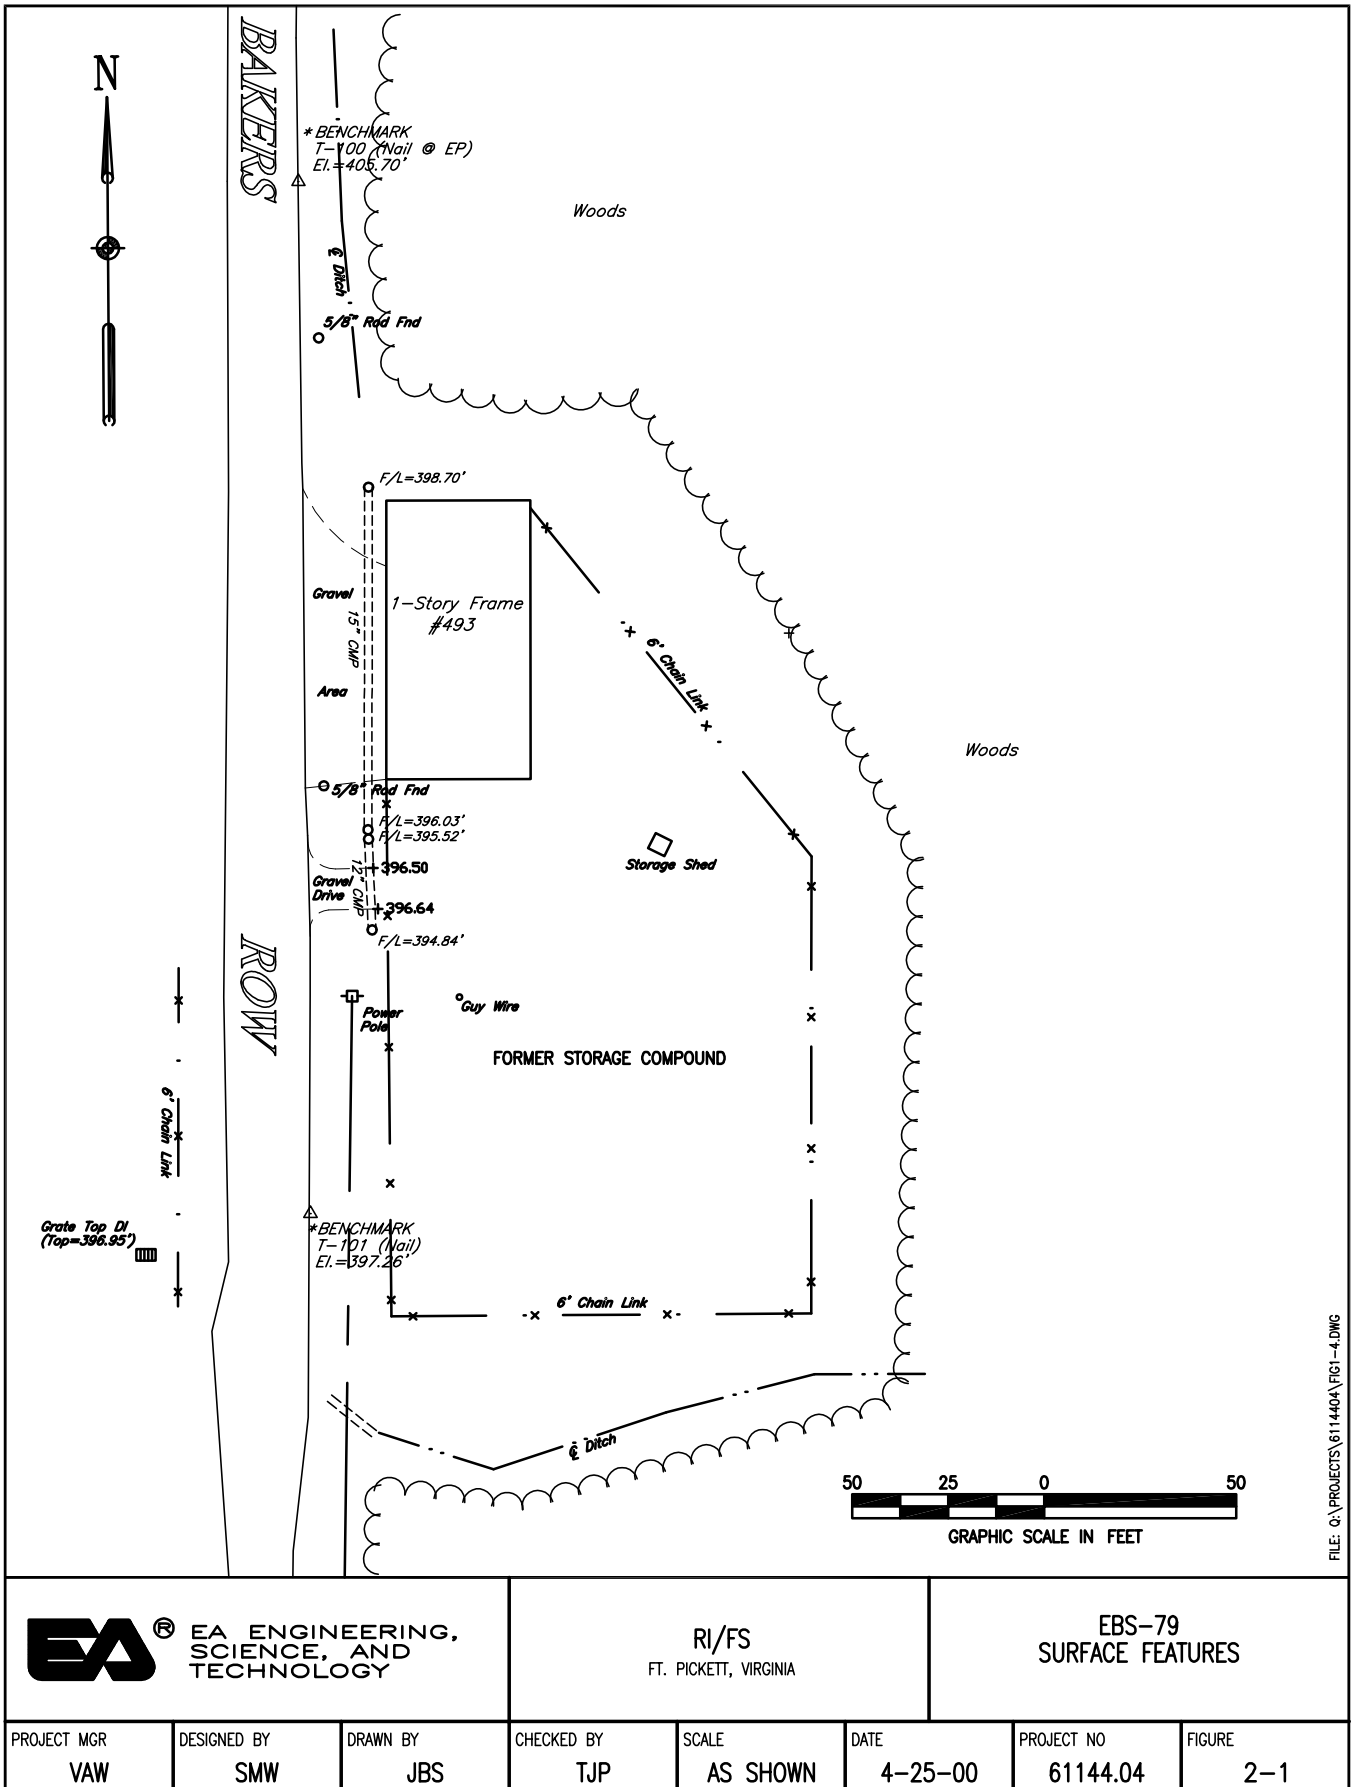 N
BAKERS
* BENCHMARK
T-100 (Nail @ EP)
El.=405.70'
Woods
℄ Ditch
5/8" Rod Fnd
F/L=398.70'
Gravel
15" CMP
1-Story Frame
#493
6' Chain Link
Area
Woods
5/8" Rod Fnd
F/L=396.03'
F/L=395.52'
Storage Shed
396.50
Gravel
Drive
12" CMP
396.64
F/L=394.84'
ROW
Guy Wire
Power
Pole
FORMER STORAGE COMPOUND
6' Chain Link
Grate Top DI
(Top=396.95')
*BENCHMARK
T-101 (Nail)
El.=397.26'
6' Chain Link
℄ Ditch
50 25 0 50
GRAPHIC SCALE IN FEET
FILE: Q:\PROJECTS\6114404\FIG1-4.DWG
EA®
EA ENGINEERING,
SCIENCE, AND
TECHNOLOGY
RI/FS
FT. PICKETT, VIRGINIA
EBS-79
SURFACE FEATURES
PROJECT MGR
VAW
DESIGNED BY
SMW
DRAWN BY
JBS
CHECKED BY
TJP
SCALE
AS SHOWN
DATE
4-25-00
PROJECT NO
61144.04
FIGURE
2-1